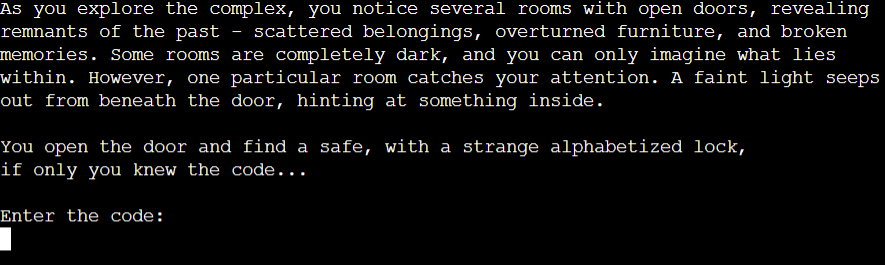 As you explore the complex, you notice several rooms with open doors, revealing
remnants of the past - scattered belongings, overturned furniture, and broken
memories. Some rooms are completely dark, and you can only imagine what lies
within. However, one particular room catches your attention. A faint light seeps
out from beneath the door, hinting at something inside.
You open the door and find a safe, with a strange alphabetized lock,
if only you knew the code...
Enter the code: